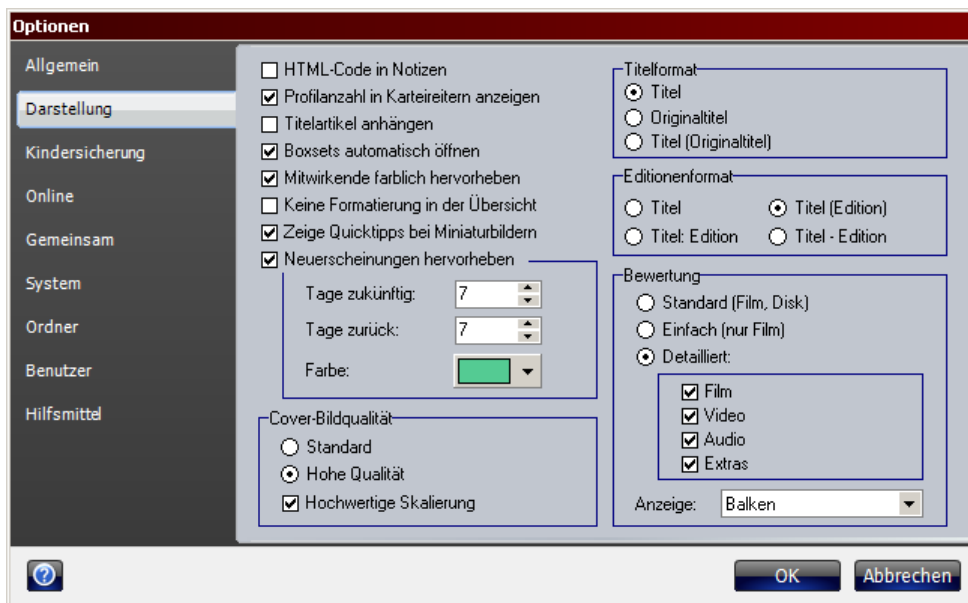 Optionen
Allgemein
Darstellung
Kindersicherung
Online
Gemeinsam
System
Ordner
Benutzer
Hilfsmittel
HTML-Code in Notizen
Profilanzahl in Karteireitern anzeigen
Titelartikel anhängen
Boxsets automatisch öffnen
Mitwirkende farblich hervorheben
Keine Formatierung in der Übersicht
Zeige Quicktipps bei Miniaturbildern
Neuerscheinungen hervorheben
Tage zukünftig: 7
Tage zurück: 7
Farbe:
Cover-Bildqualität
Standard
Hohe Qualität
Hochwertige Skalierung
Titelformat
Titel
Originaltitel
Titel (Originaltitel)
Editionenformat
Titel Titel (Edition)
Titel: Edition Titel - Edition
Bewertung
Standard (Film, Disk)
Einfach (nur Film)
Detailliert:
Film
Video
Audio
Extras
Anzeige: Balken
? OK Abbrechen